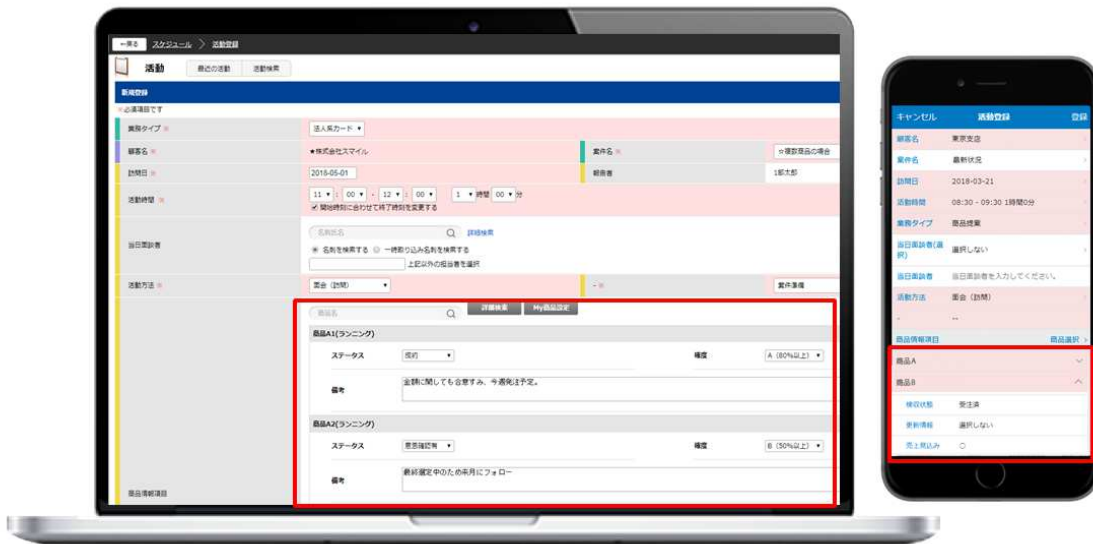 ←戻る スケジュール > 活動登録
活動 最近の活動 活動検索
新規登録
※必須項目です
業務タイプ ※ 法人系カード ▼
顧客名 ※ ★株式会社スマイル 案件名 ※ ☆複数商品の場合
訪問日 ※ 2018-05-01 報告者 1郎太郎
活動時間 ※ 11 ▼ : 00 ▼ - 12 ▼ : 00 ▼ 1 ▼ 時間 00 ▼ 分
開始時刻に合わせて終了時刻を変更する
当日面談者 名刺氏名 詳細検索
名刺を検索する 一時取り込み名刺を検索する
上記以外の担当者を選択
活動方法 ※ 面会（訪問） ▼ - ※ 案件準備
商品名 詳細検索 My商品設定
商品A1(ランニング)
ステータス 成約 ▼ 確度 A（80%以上） ▼
備考 金額に関しても合意すみ、今週発注予定。
商品A2(ランニング)
ステータス 意思確認有 ▼ 確度 B（50%以上） ▼
備考 最終選定中のため来月にフォロー
商品情報項目
キャンセル 活動登録 登録
顧客名 東京支店
案件名 最新状況
訪問日 2018-03-21
活動時間 08:30 - 09:30 1時間0分
業務タイプ 商品提案
当日面談者(選択) 選択しない
当日面談者 当日面談者を入力してください。
活動方法 面会（訪問）
- --
商品情報項目 商品選択 >
商品A
商品B
検収状態 受注済
更新情報 選択しない
売上見込み 〇